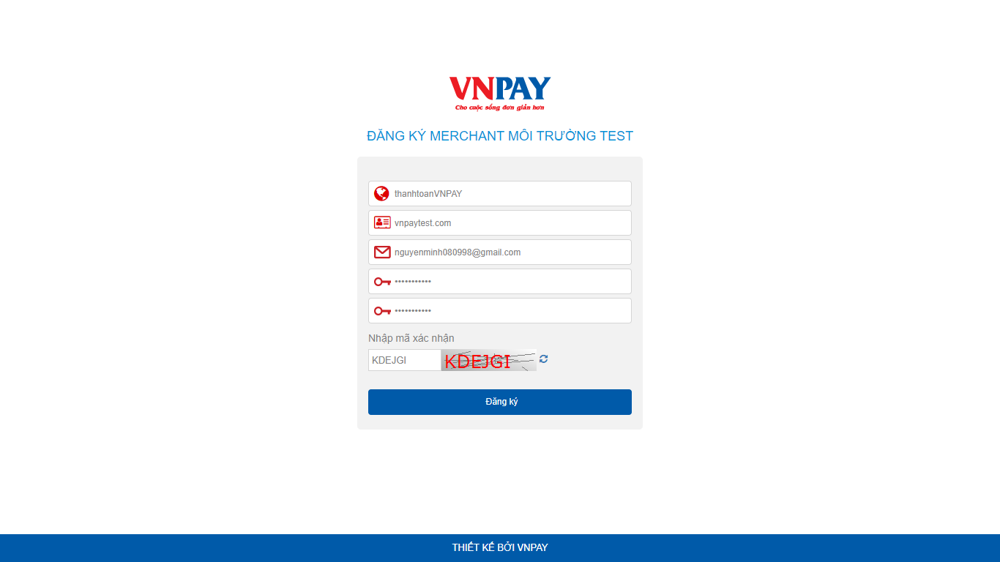 VNPAY
Cho cuộc sống đơn giản hơn
ĐĂNG KÝ MERCHANT MÔI TRƯỜNG TEST
thanhtoanVNPAY
vnpaytest.com
nguyenminh080998@gmail.com
•••••••••••
•••••••••••
Nhập mã xác nhận
KDEJGI KDEJGI
Đăng ký
THIẾT KẾ BỞI VNPAY